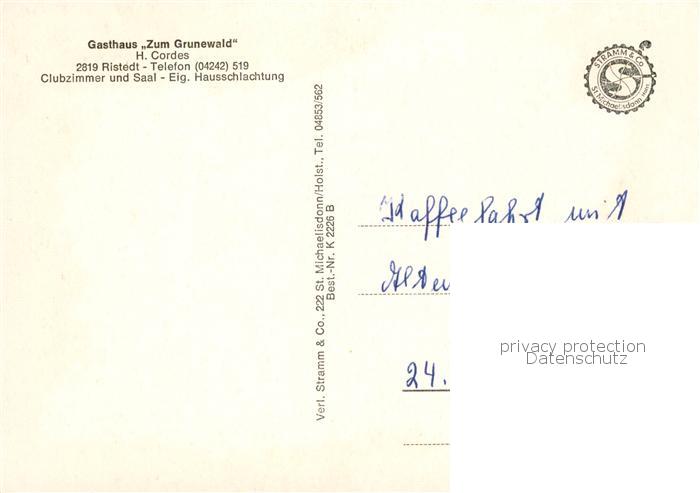 Gasthaus „Zum Grunewald“
H. Cordes
2819 Ristedt - Telefon (04242) 519
Clubzimmer und Saal - Eig. Hausschlachtung
Verl. Stramm & Co., 222 St. Michaelisdonn/Holst., Tel. 04853/562
Best.-Nr. K 2226 B
STRAMM & Co
St Michaelisdonn
Kaffeefahrt mit
24.
privacy protection
Datenschutz